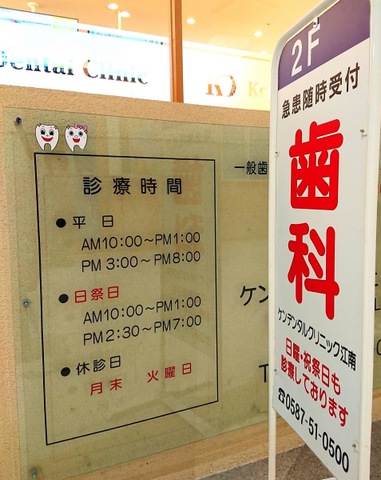 Dental Clinic
診療時間
●平 日
AM10:00～PM1:00
PM 3:00～PM8:00
●日祭日
AM10:00～PM1:00
PM2:30～PM7:00
●休診日
月末 火曜日
一般歯
2F
急患随時受付
歯科
ケンデンタルクリニック江南
日曜・祝祭日も
診療しております
☎0587-51-0500